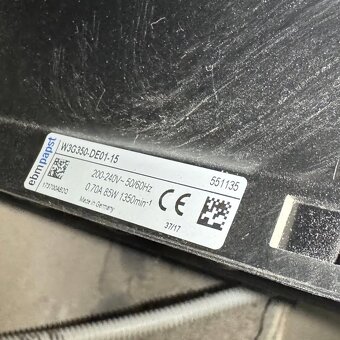 ebmpapst
W3G350-DE01-15
551135
200-240V~ 50/60Hz
0.70A 85W 1350min⁻¹
Made in Germany
CE
37/17